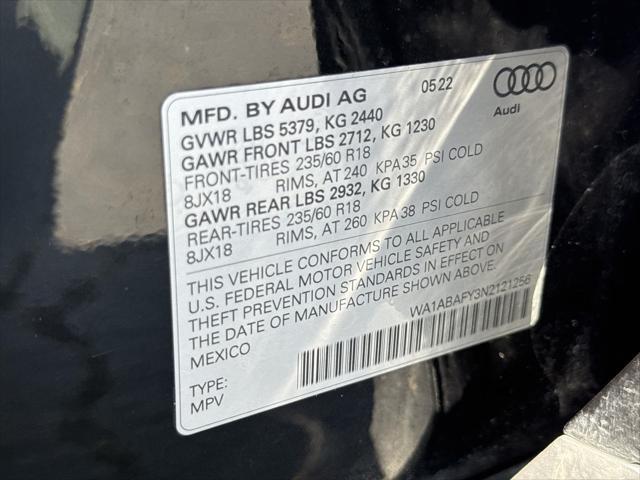 MFD. BY AUDI AG 05 22
Audi
GVWR LBS 5379, KG 2440
GAWR FRONT LBS 2712, KG 1230
FRONT-TIRES 235/60 R18
8JX18 RIMS, AT 240 KPA 35 PSI COLD
GAWR REAR LBS 2932, KG 1330
REAR-TIRES 235/60 R18
8JX18 RIMS, AT 260 KPA 38 PSI COLD
THIS VEHICLE CONFORMS TO ALL APPLICABLE
U.S. FEDERAL MOTOR VEHICLE SAFETY AND
THEFT PREVENTION STANDARDS IN EFFECT ON
THE DATE OF MANUFACTURE SHOWN ABOVE.
MEXICO WA1ABAFY3N2121256
TYPE:
MPV